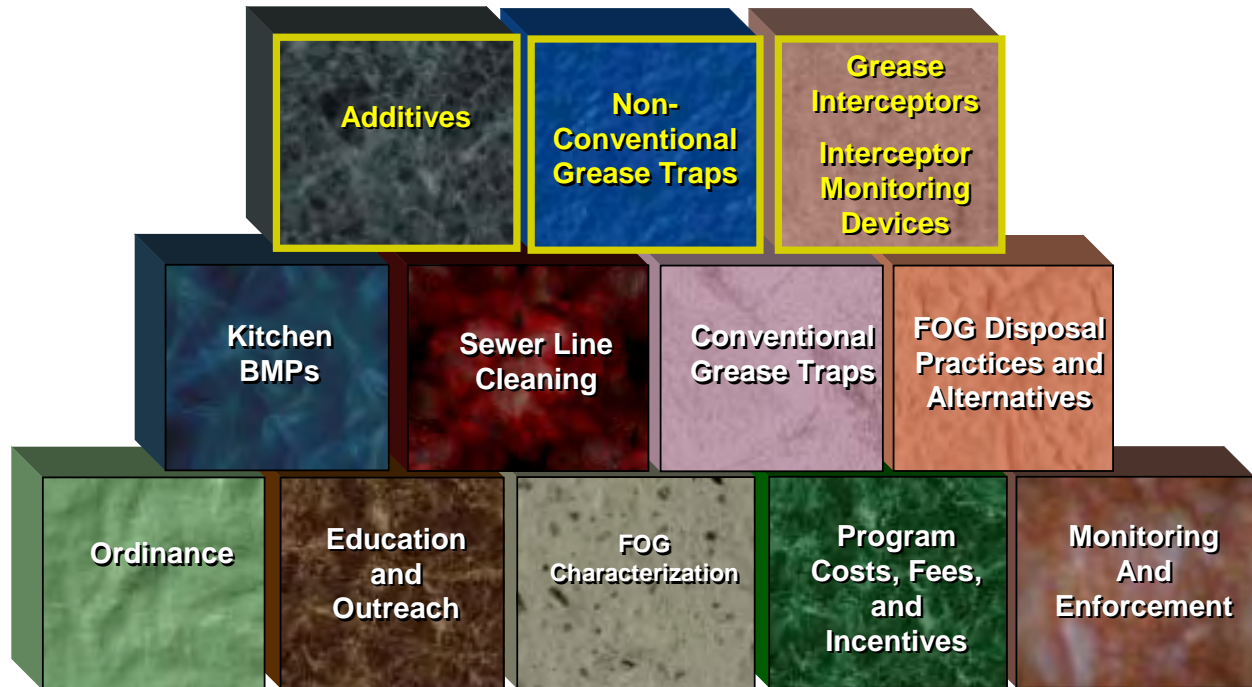 Additives
Non-
Conventional
Grease Traps
Grease
Interceptors
Interceptor
Monitoring
Devices
Kitchen
BMPs
Sewer Line
Cleaning
Conventional
Grease Traps
FOG Disposal
Practices and
Alternatives
Ordinance
Education
and
Outreach
FOG
Characterization
Program
Costs, Fees,
and
Incentives
Monitoring
And
Enforcement